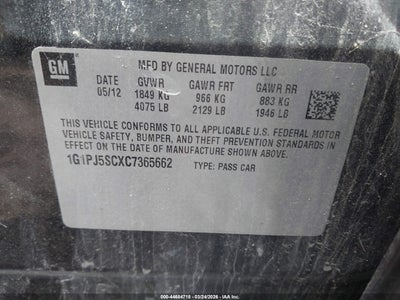 GM
MFD BY GENERAL MOTORS LLC
DATE GVWR GAWR FRT GAWR RR
05/12 1849 KG 966 KG 883 KG
4075 LB 2129 LB 1946 LB
THIS VEHICLE CONFORMS TO ALL APPLICABLE U.S. FEDERAL MOTOR
VEHICLE SAFETY, BUMPER, AND THEFT PREVENTION STANDARDS
IN EFFECT ON THE DATE OF MANUFACTURE SHOWN ABOVE.
1G1PJ5SCXC7365662 TYPE: PASS CAR
000-44684718 - 03/24/2026 - IAA Inc.